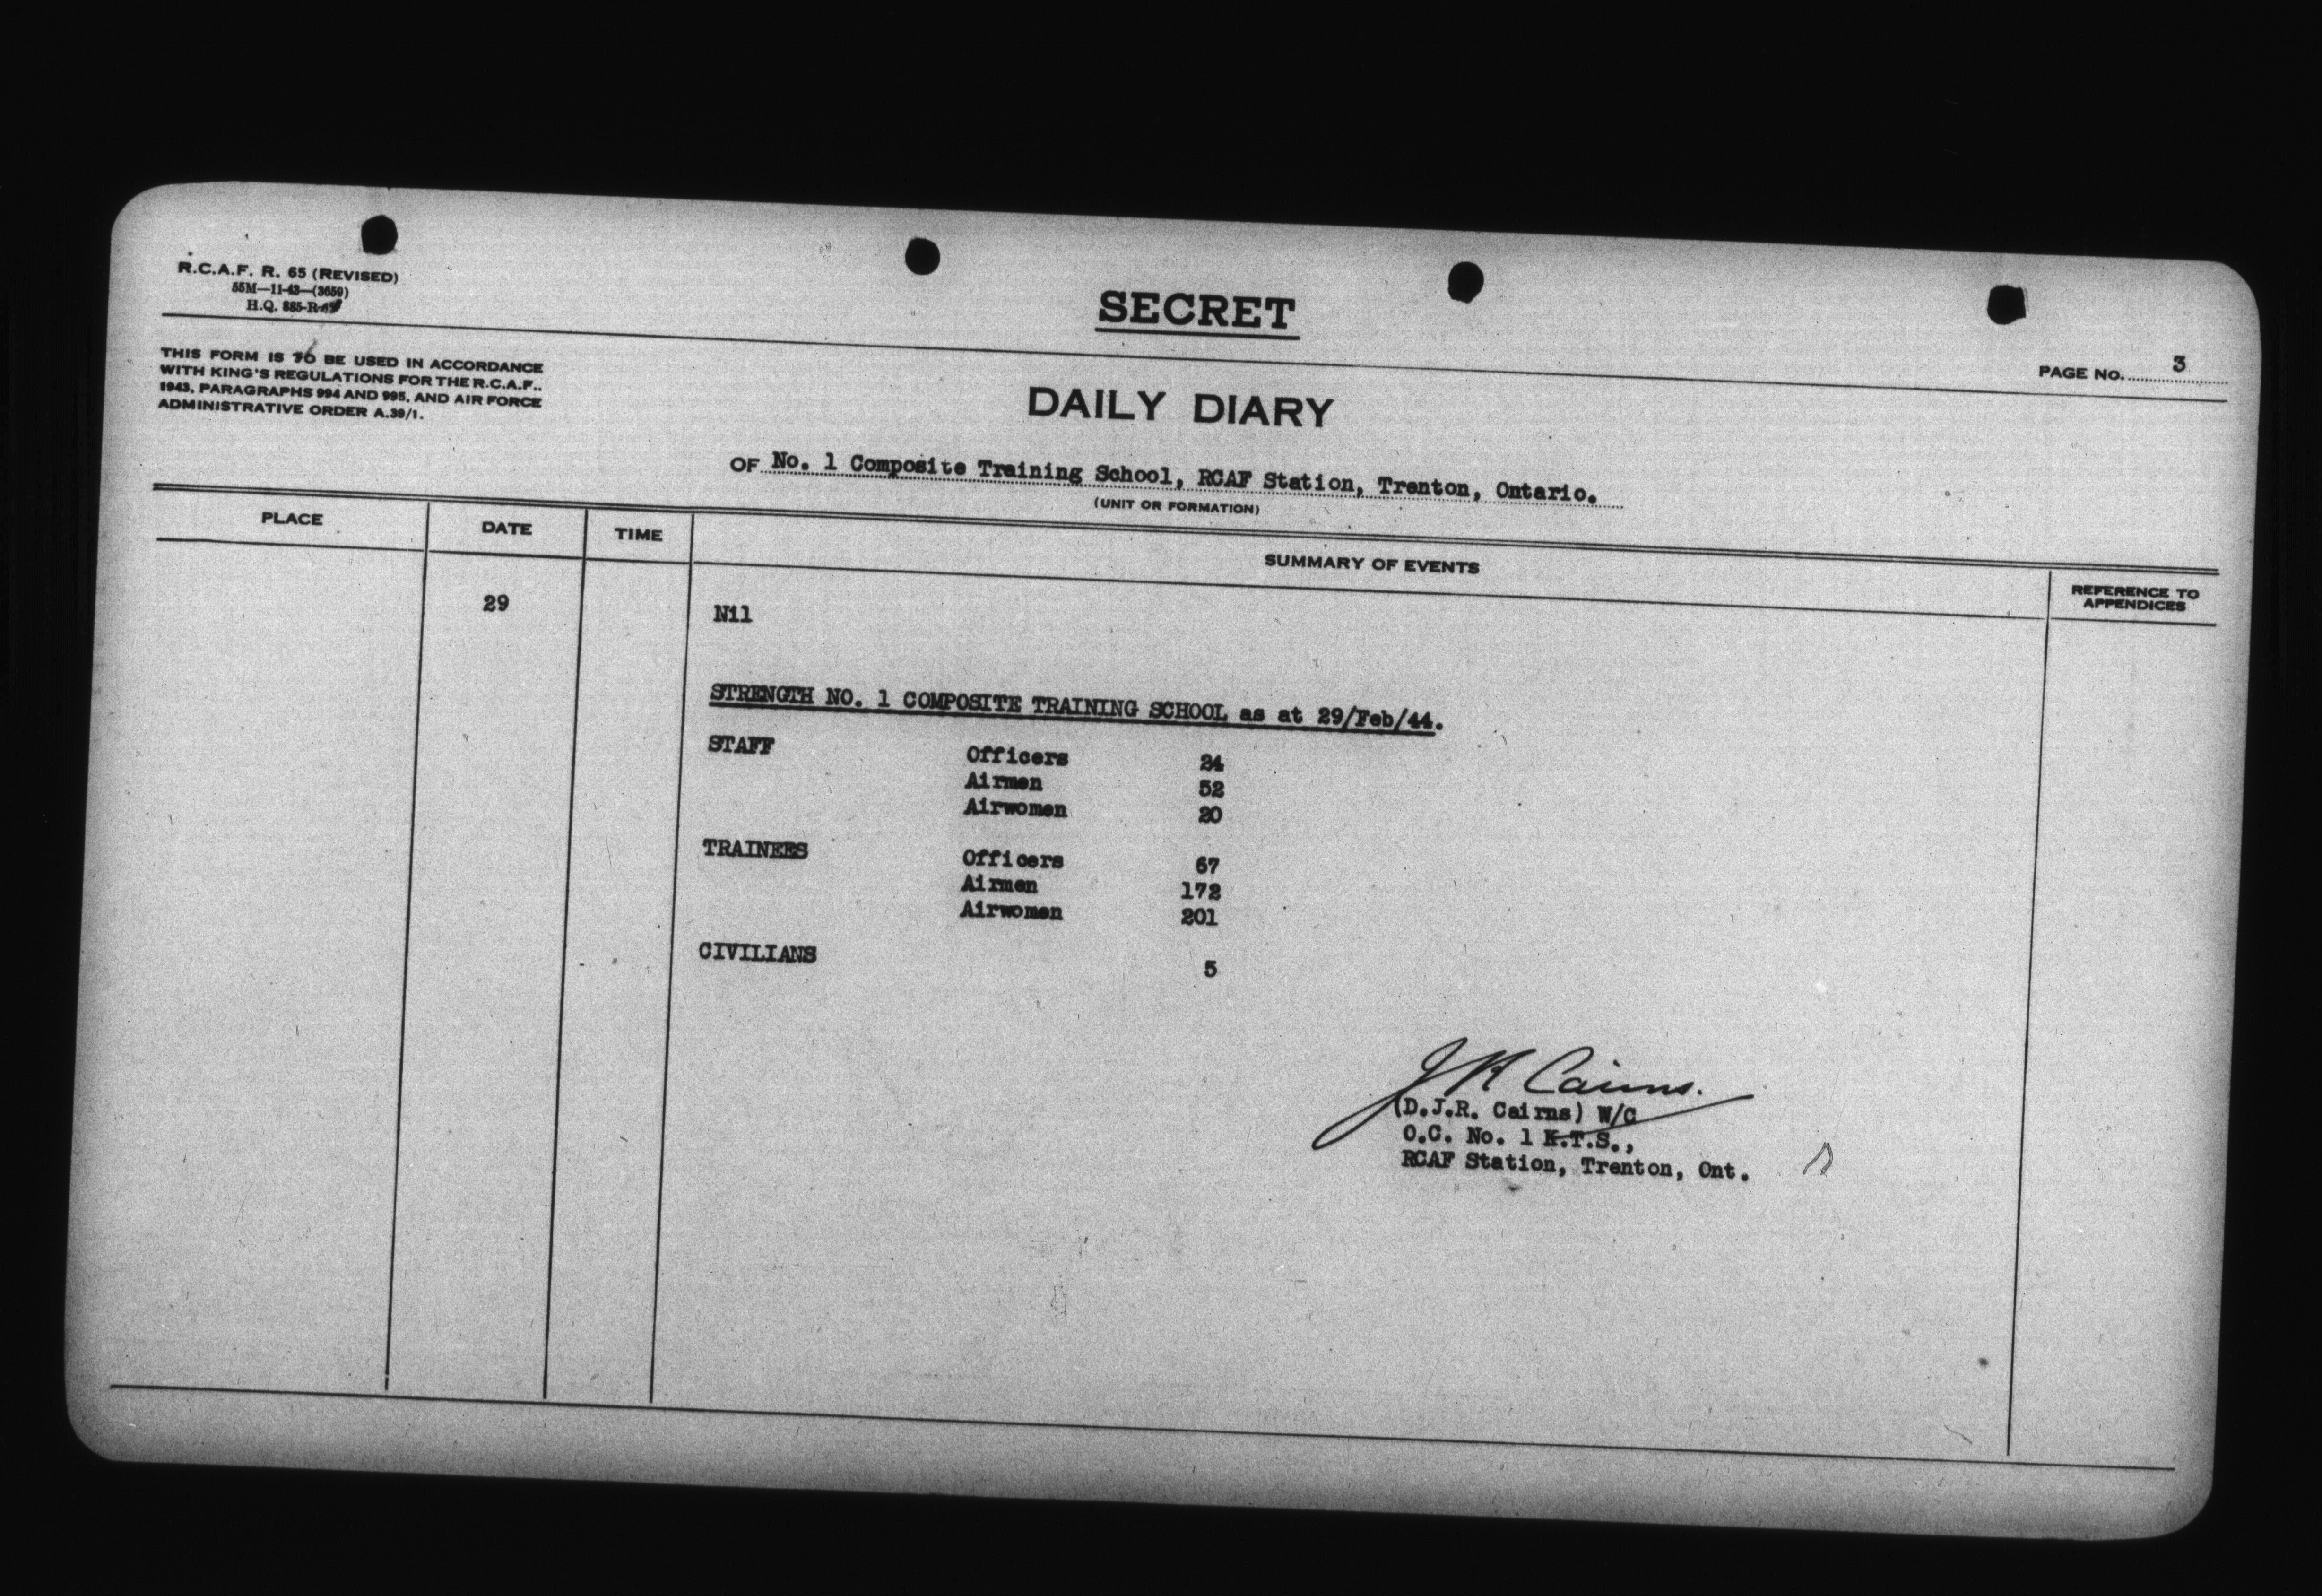 R.C.A.F. R. 65 (REVISED)
55M—11-43—(3659)
H.Q. 885-R-65
SECRET
PAGE NO. 3
THIS FORM IS TO BE USED IN ACCORDANCE
WITH KING'S REGULATIONS FOR THE R.C.A.F.,
1943, PARAGRAPHS 994 AND 995, AND AIR FORCE
ADMINISTRATIVE ORDER A.39/1.
DAILY DIARY
OF No. 1 Composite Training School, RCAF Station, Trenton, Ontario.
(UNIT OR FORMATION)
PLACE DATE TIME SUMMARY OF EVENTS REFERENCE TO APPENDICES
29 Nil
STRENGTH NO. 1 COMPOSITE TRAINING SCHOOL as at 29/Feb/44.
STAFF Officers 24
Airmen 52
Airwomen 20
TRAINEES Officers 67
Airmen 172
Airwomen 201
CIVILIANS 5
J R Cairns.
(D.J.R. Cairns) W/C
O.C. No. 1 K.T.S.,
RCAF Station, Trenton, Ont.